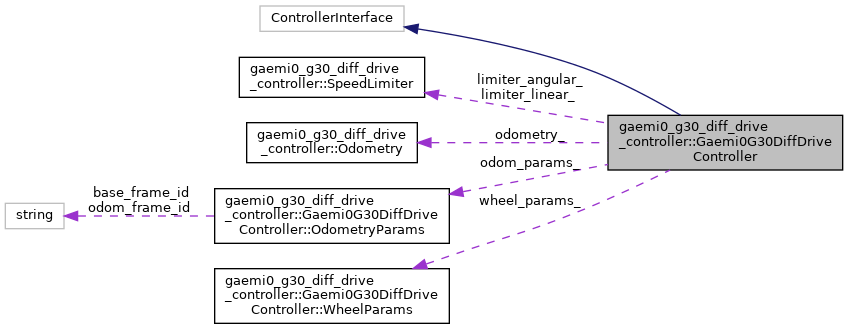 ControllerInterface
gaemi0_g30_diff_drive
_controller::SpeedLimiter
limiter_angular_
limiter_linear_
gaemi0_g30_diff_drive
_controller::Odometry
odometry_
gaemi0_g30_diff_drive
_controller::Gaemi0G30DiffDrive
Controller
odom_params_
string
base_frame_id
odom_frame_id
gaemi0_g30_diff_drive
_controller::Gaemi0G30DiffDrive
Controller::OdometryParams
wheel_params_
gaemi0_g30_diff_drive
_controller::Gaemi0G30DiffDrive
Controller::WheelParams